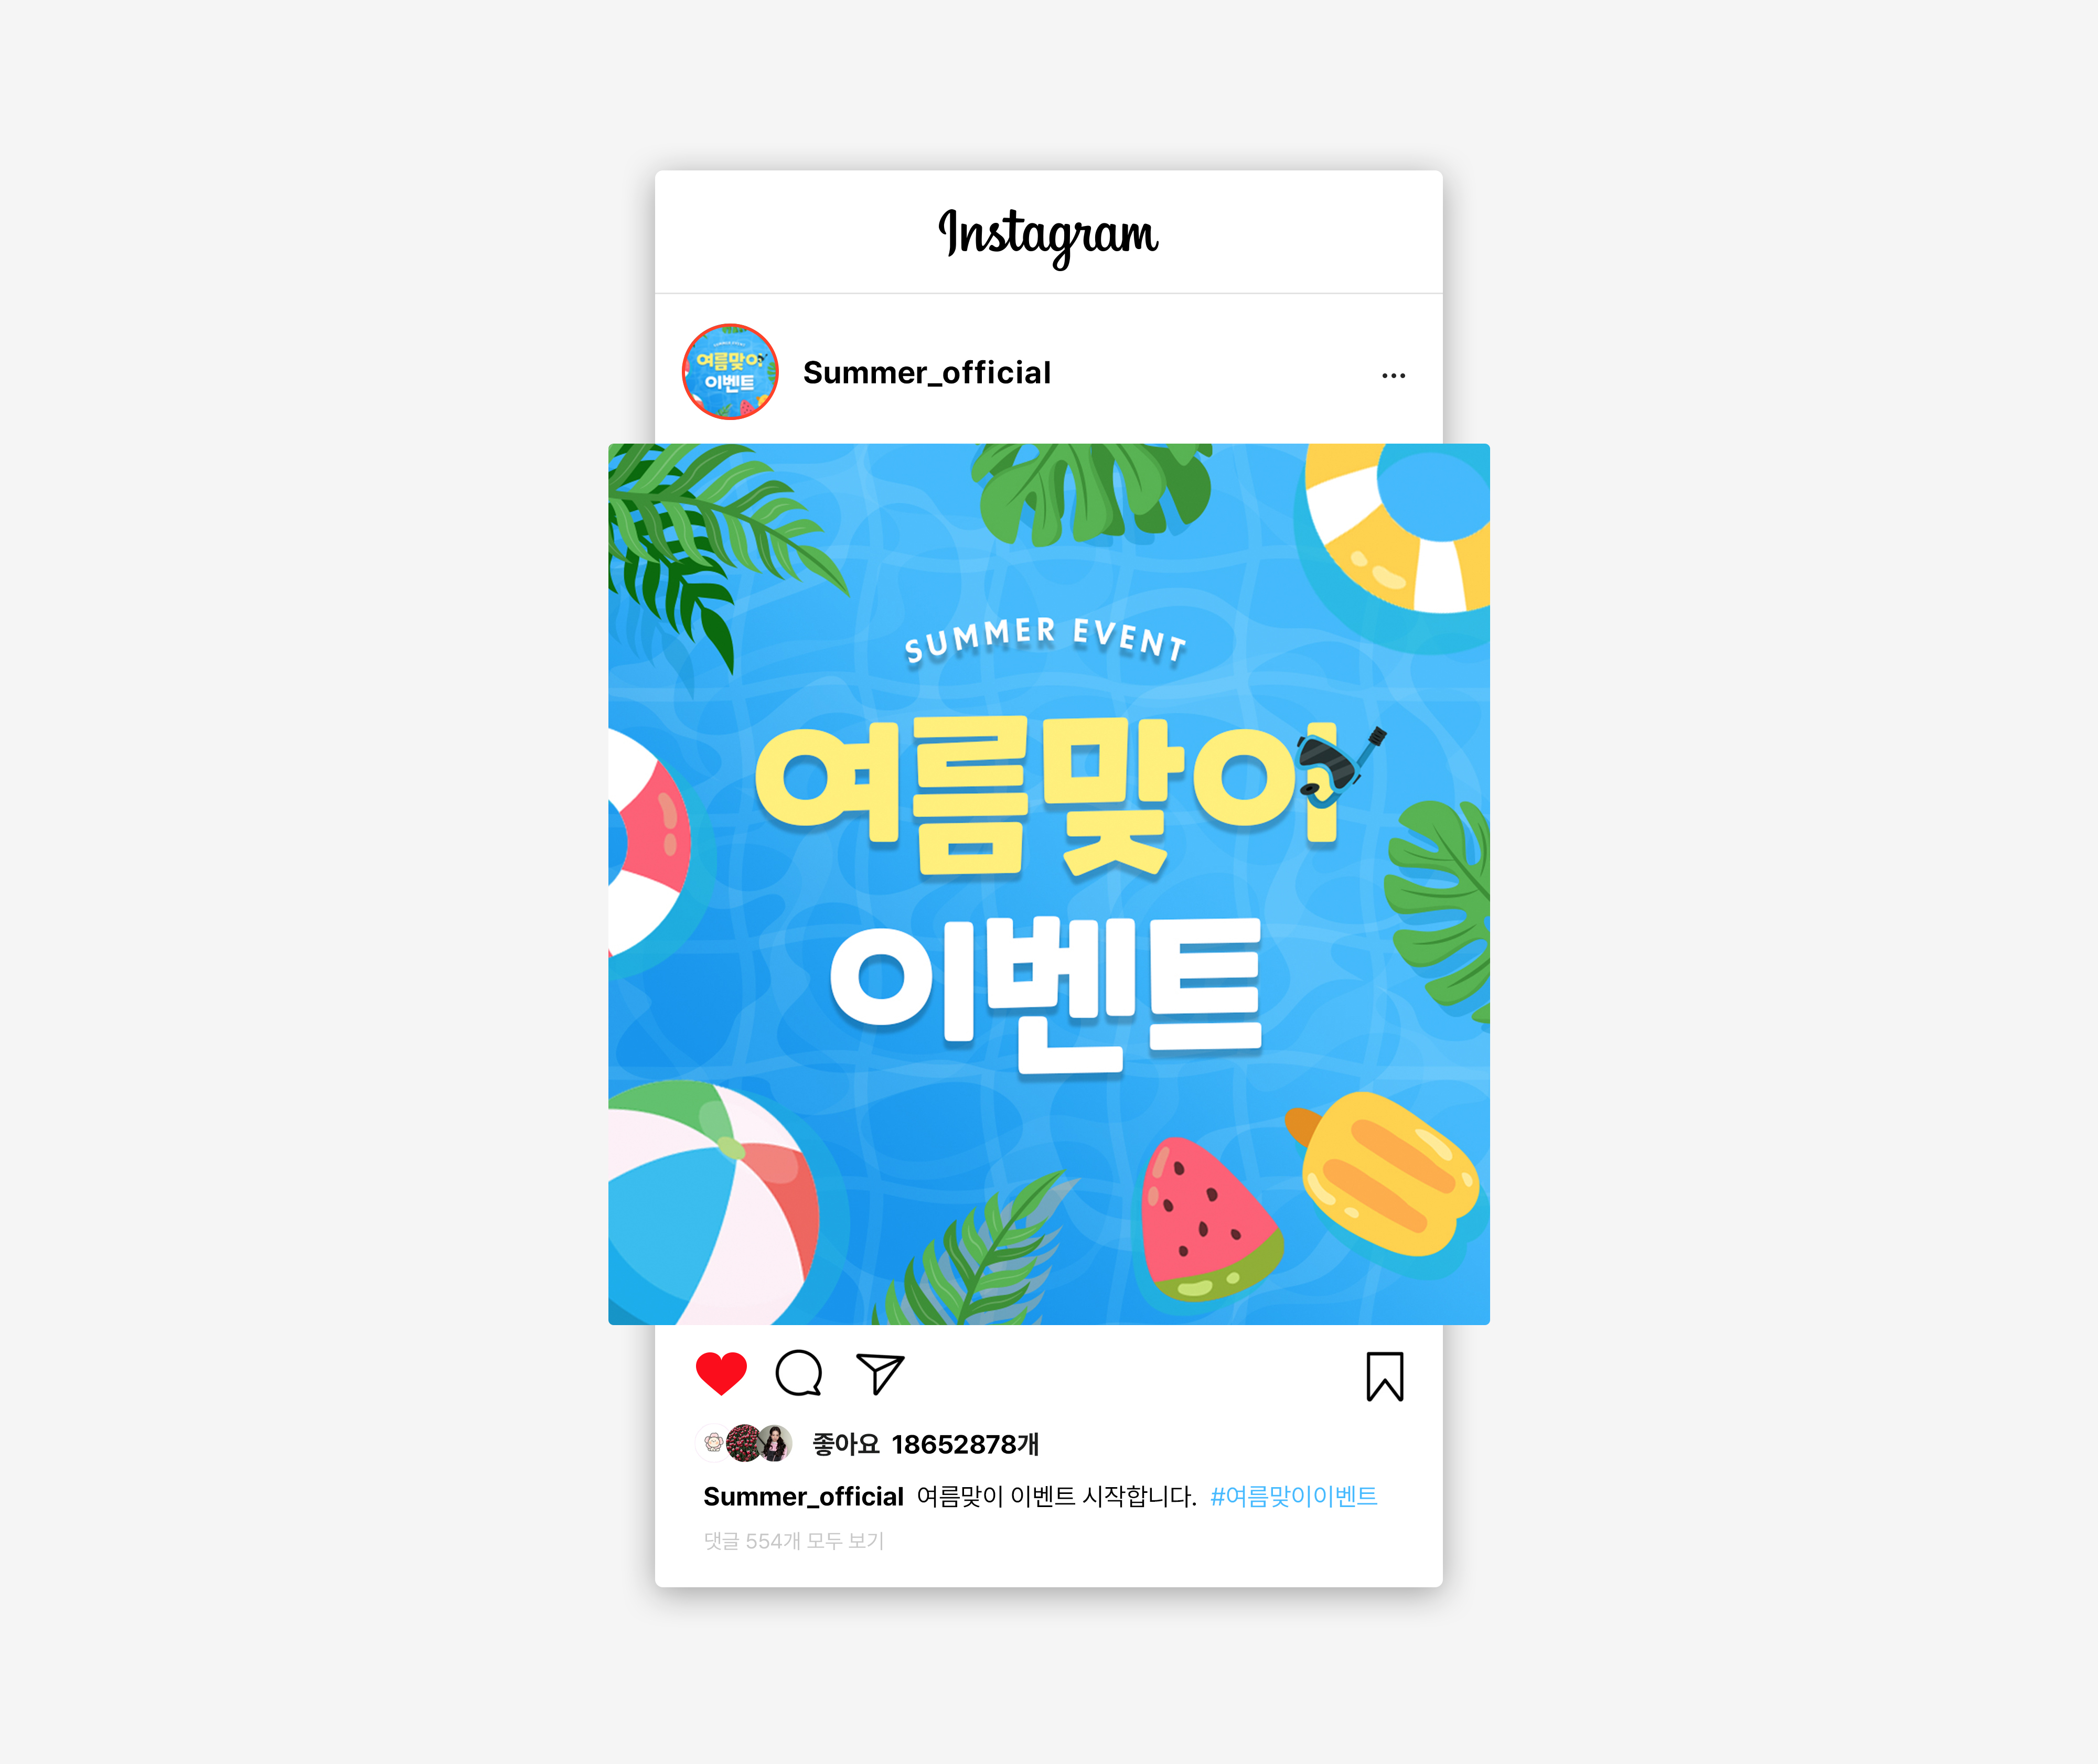 Instagram
SUMMER EVENT
여름맞이
이벤트
Summer_official
SUMMER EVENT
여름맞이
이벤트
좋아요 18652878개
Summer_official 여름맞이 이벤트 시작합니다. #여름맞이이벤트
댓글 554개 모두 보기